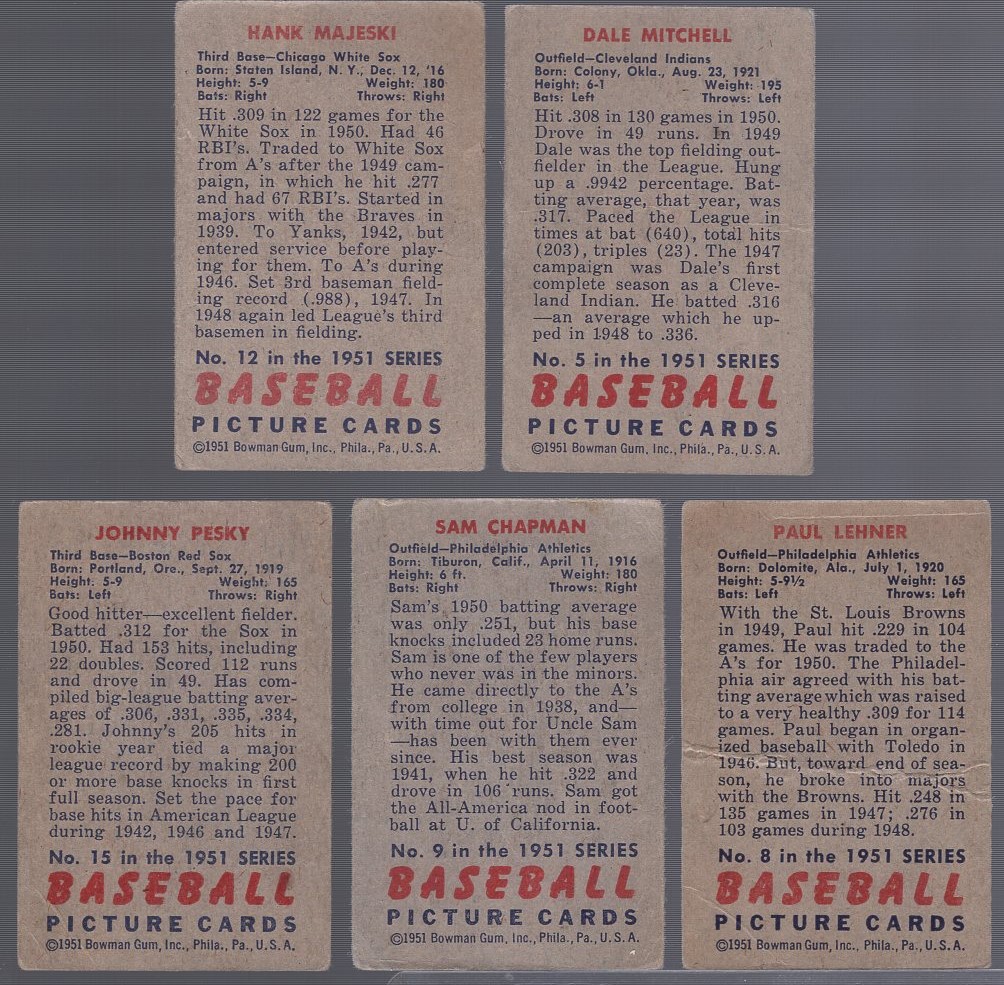 HANK MAJESKI
Third Base—Chicago White Sox
Born: Staten Island, N. Y., Dec. 12, '16
Height: 5-9 Weight: 180
Bats: Right Throws: Right
Hit .309 in 122 games for the
White Sox in 1950. Had 46
RBI's. Traded to White Sox
from A's after the 1949 cam-
paign, in which he hit .277
and had 67 RBI's. Started in
majors with the Braves in
1939. To Yanks, 1942, but
entered service before play-
ing for them. To A's during
1946. Set 3rd baseman field-
ing record (.988), 1947. In
1948 again led League's third
basemen in fielding.
No. 12 in the 1951 SERIES
BASEBALL
PICTURE CARDS
©1951 Bowman Gum, Inc., Phila., Pa., U. S. A.
DALE MITCHELL
Outfield—Cleveland Indians
Born: Colony, Okla., Aug. 23, 1921
Height: 6-1 Weight: 195
Bats: Left Throws: Left
Hit .308 in 130 games in 1950.
Drove in 49 runs. In 1949
Dale was the top fielding out-
fielder in the League. Hung
up a .9942 percentage. Bat-
ting average, that year, was
.317. Paced the League in
times at bat (640), total hits
(203), triples (23). The 1947
campaign was Dale's first
complete season as a Cleve-
land Indian. He batted .316
—an average which he up-
ped in 1948 to .336.
No. 5 in the 1951 SERIES
BASEBALL
PICTURE CARDS
©1951 Bowman Gum, Inc., Phila., Pa., U. S. A.
JOHNNY PESKY
Third Base—Boston Red Sox
Born: Portland, Ore., Sept. 27, 1919
Height: 5-9 Weight: 165
Bats: Left Throws: Right
Good hitter—excellent fielder.
Batted .312 for the Sox in
1950. Had 153 hits, including
22 doubles. Scored 112 runs
and drove in 49. Has com-
piled big-league batting aver-
ages of .306, .331, .335, .334,
.281. Johnny's 205 hits in
rookie year tied a major
league record by making 200
or more base knocks in first
full season. Set the pace for
base hits in American League
during 1942, 1946 and 1947.
No. 15 in the 1951 SERIES
BASEBALL
PICTURE CARDS
©1951 Bowman Gum, Inc., Phila., Pa., U. S. A.
SAM CHAPMAN
Outfield—Philadelphia Athletics
Born: Tiburon, Calif., April 11, 1916
Height: 6 ft. Weight: 180
Bats: Right Throws: Right
Sam's 1950 batting average
was only .251, but his base
knocks included 23 home runs.
Sam is one of the few players
who never was in the minors.
He came directly to the A's
from college in 1938, and—
with time out for Uncle Sam
—has been with them ever
since. His best season was
1941, when he hit .322 and
drove in 106 runs. Sam got
the All-America nod in foot-
ball at U. of California.
No. 9 in the 1951 SERIES
BASEBALL
PICTURE CARDS
©1951 Bowman Gum, Inc., Phila., Pa., U. S. A.
PAUL LEHNER
Outfield—Philadelphia Athletics
Born: Dolomite, Ala., July 1, 1920
Height: 5-9½ Weight: 165
Bats: Left Throws: Left
With the St. Louis Browns
in 1949, Paul hit .229 in 104
games. He was traded to the
A's for 1950. The Philadel-
phia air agreed with his bat-
ting average which was raised
to a very healthy .309 for 114
games. Paul began in organ-
ized baseball with Toledo in
1946. But, toward end of sea-
son, he broke into majors
with the Browns. Hit .248 in
135 games in 1947; .276 in
103 games during 1948.
No. 8 in the 1951 SERIES
BASEBALL
PICTURE CARDS
©1951 Bowman Gum, Inc., Phila., Pa., U. S. A.